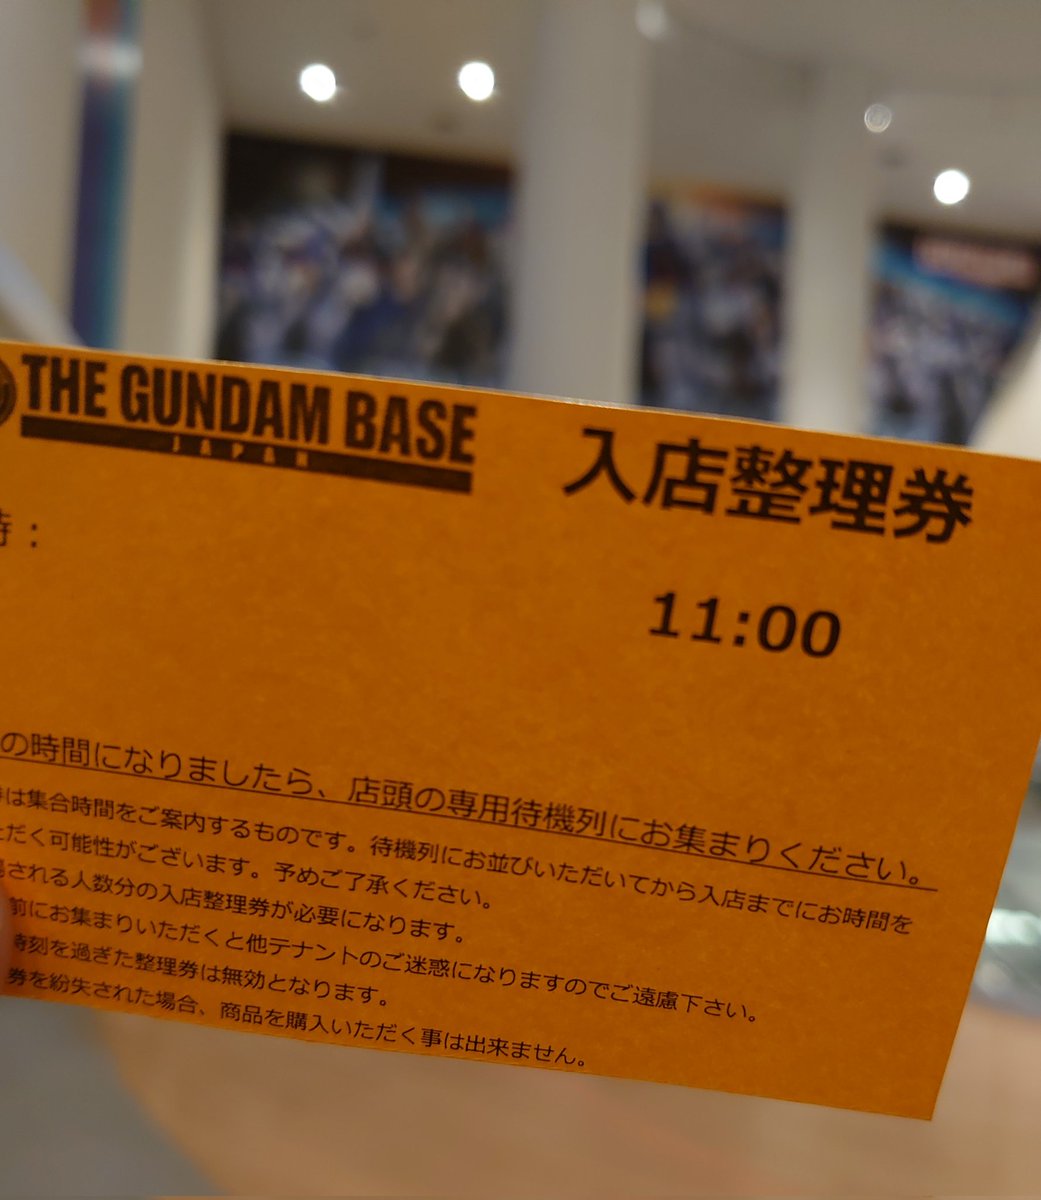 THE GUNDAM BASE
JAPAN
入店整理券
時：
11:00
の時間になりましたら、店頭の専用待機列にお集まりください。
は集合時間をご案内するものです。待機列にお並びいただいてから入店までにお時間を
ただく可能性がございます。予めご了承ください。
される人数分の入店整理券が必要になります。
前にお集まりいただくと他テナントのご迷惑になりますのでご遠慮下さい。
時刻を過ぎた整理券は無効となります。
券を紛失された場合、商品を購入いただく事は出来ません。